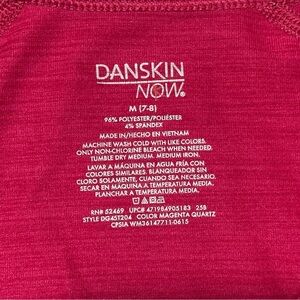 DANSKIN
NOW®
M (7-8)
96% POLYESTER/POLIÉSTER
4% SPANDEX
MADE IN/HECHO EN VIETNAM
MACHINE WASH COLD WITH LIKE COLORS.
ONLY NON-CHLORINE BLEACH WHEN NEEDED.
TUMBLE DRY MEDIUM. MEDIUM IRON.
LAVAR A MÁQUINA EN AGUA FRÍA CON
COLORES SIMILARES. BLANQUEADOR SIN
CLORO SOLAMENTE, CUANDO SEA NECESARIO.
SECAR EN MÁQUINA A TEMPERATURA MEDIA.
PLANCHAR A TEMPERATURA MEDIA.
RN# 52469 UPC# 471984905183 25B
STYLE DG45T204 COLOR MAGENTA QUARTZ
CPSIA WM36147711-0615